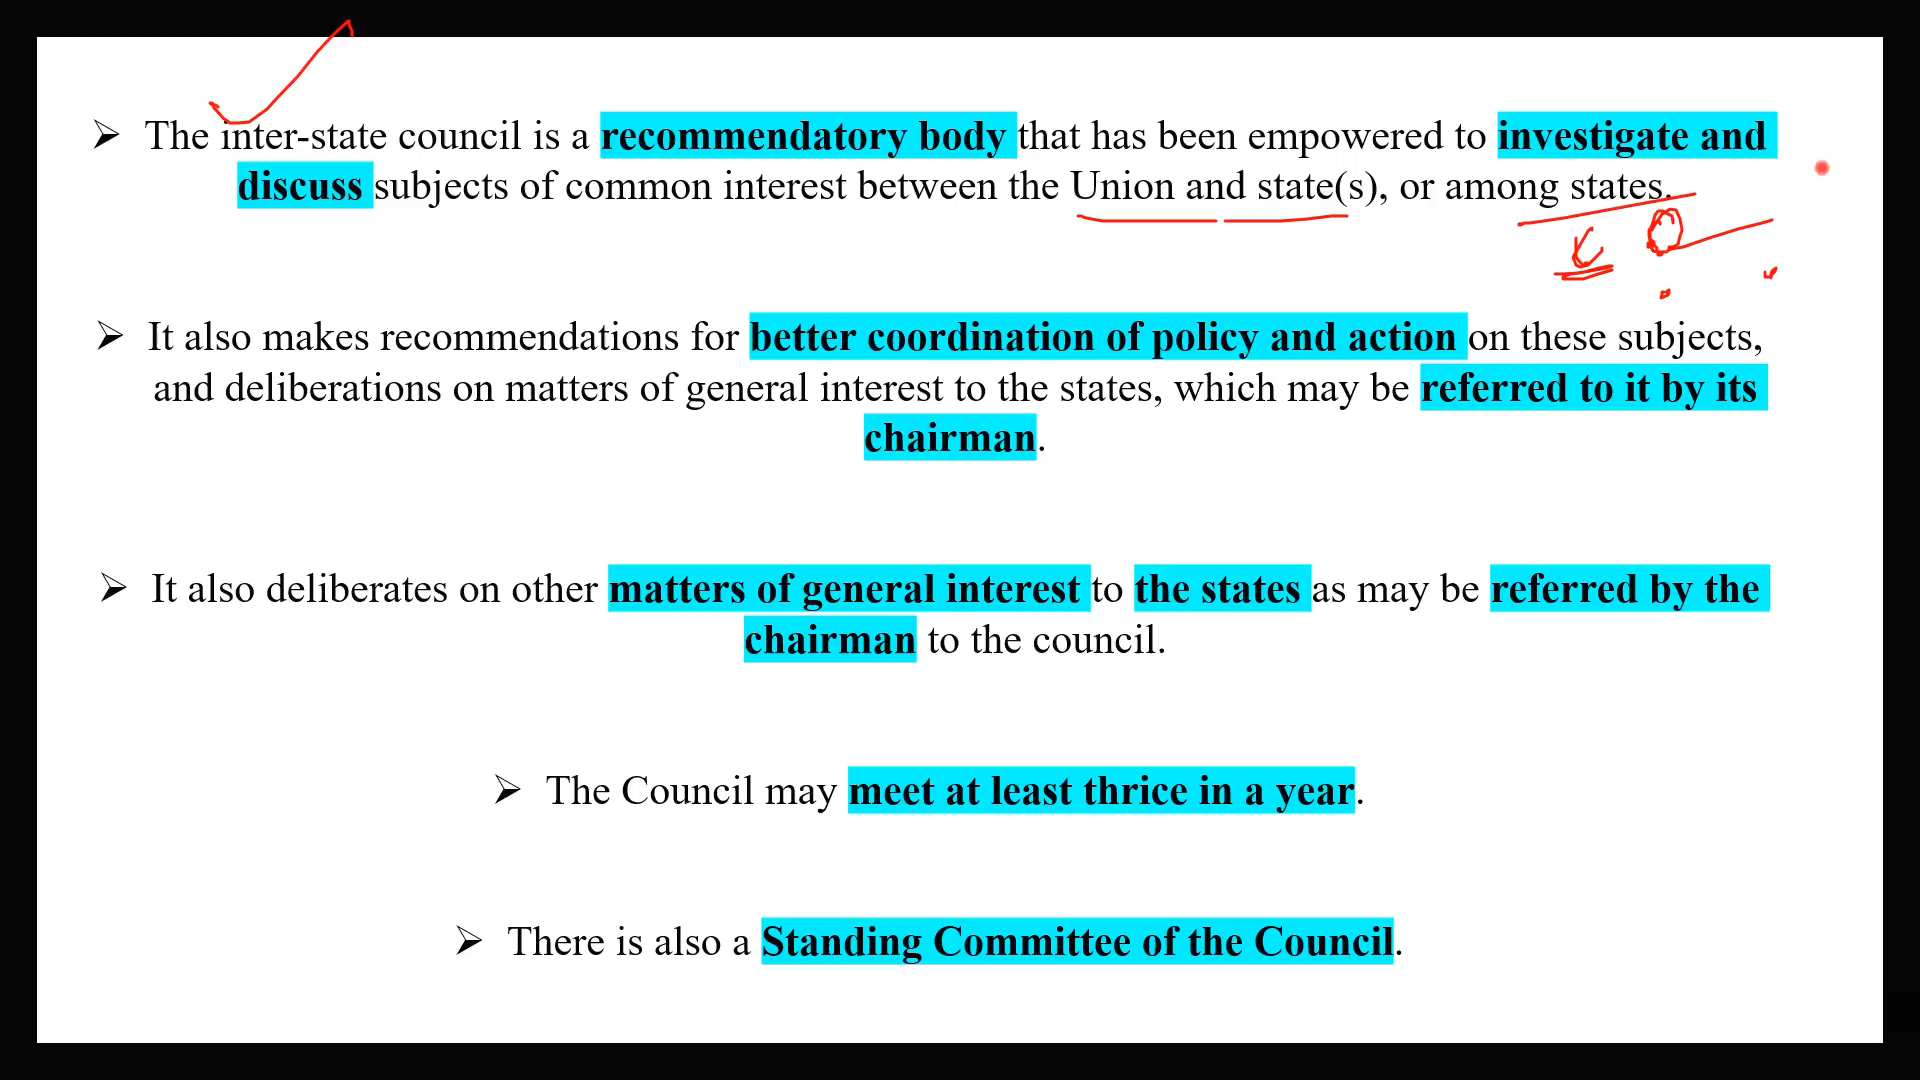 ➢ The inter-state council is a recommendatory body that has been empowered to investigate and
discuss subjects of common interest between the Union and state(s), or among states.
➢ It also makes recommendations for better coordination of policy and action on these subjects,
and deliberations on matters of general interest to the states, which may be referred to it by its
chairman.
➢ It also deliberates on other matters of general interest to the states as may be referred by the
chairman to the council.
➢ The Council may meet at least thrice in a year.
➢ There is also a Standing Committee of the Council.